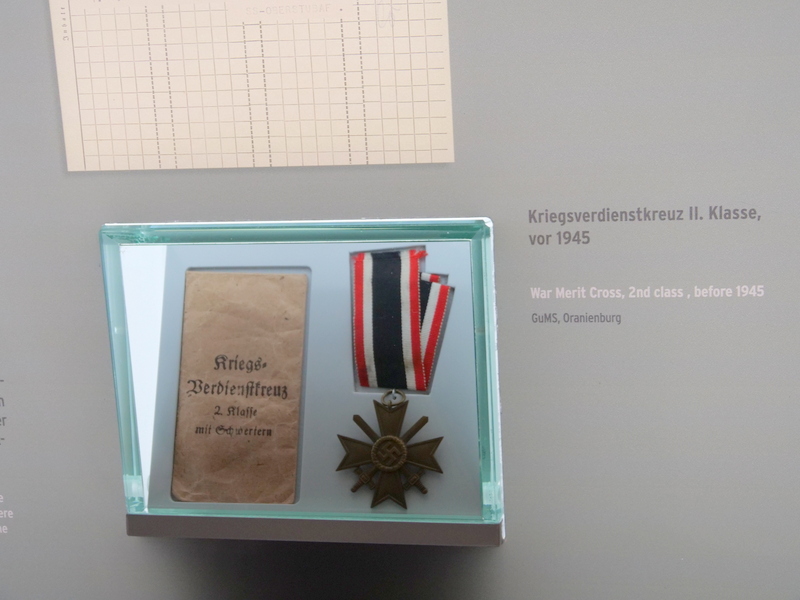 Kriegsverdienstkreuz II. Klasse,
vor 1945
War Merit Cross, 2nd class , before 1945
GuMS, Oranienburg
Kriegs-
Verdienstkreuz
2. Klasse
mit Schwertern